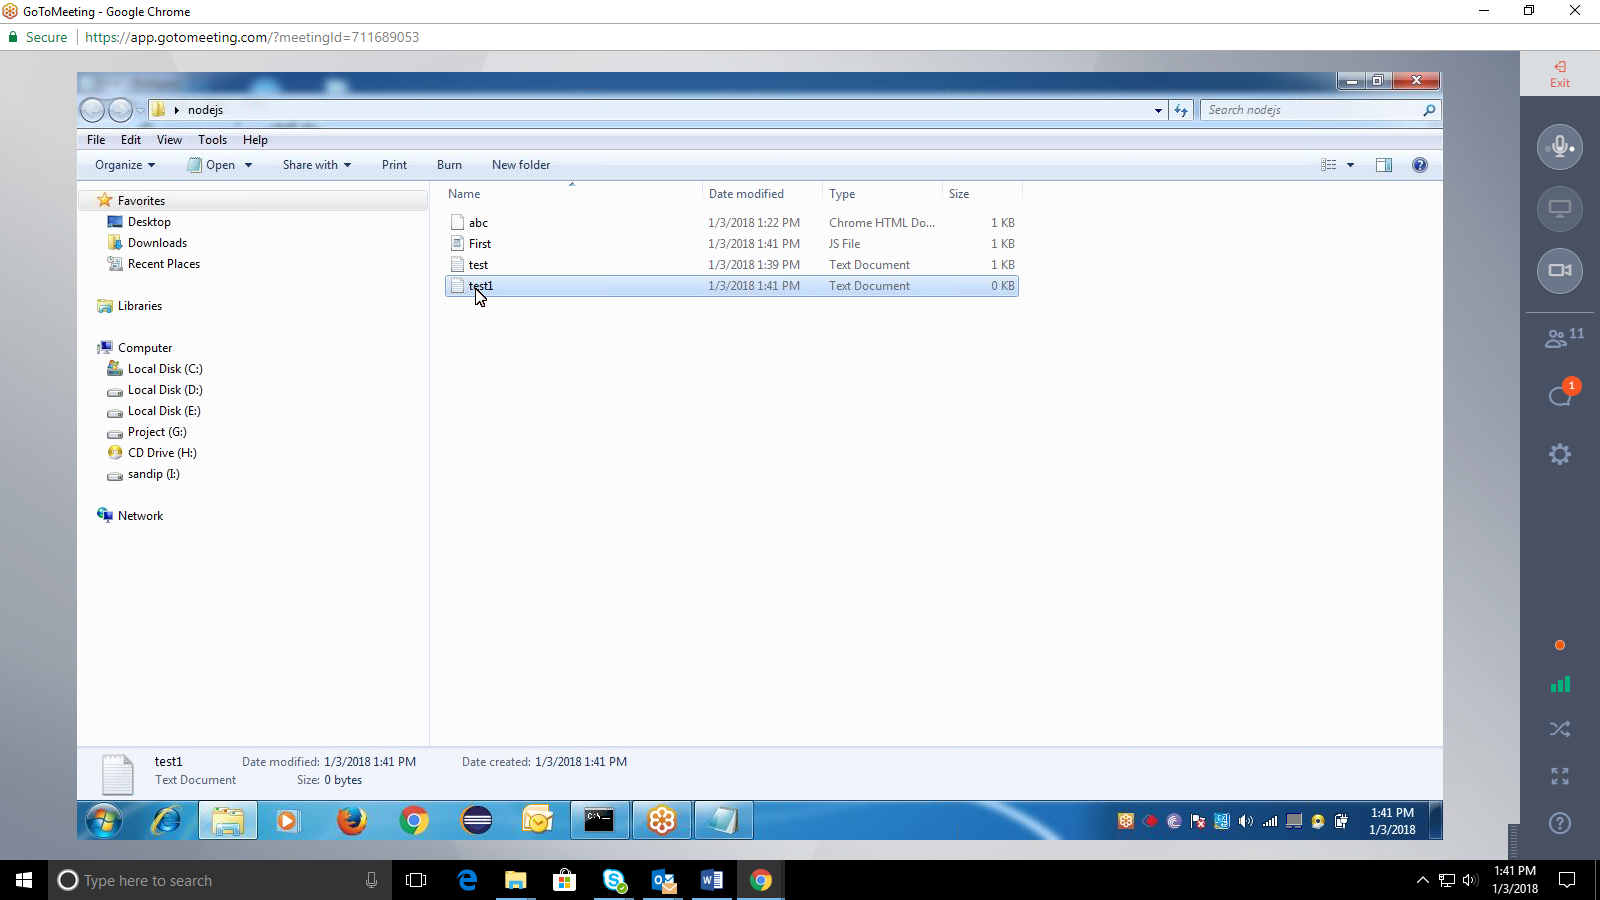 GoToMeeting - Google Chrome
Secure https://app.gotomeeting.com/?meetingId=711689053
Exit
nodejs
Search nodejs
File Edit View Tools Help
Organize Open Share with Print Burn New folder
Name Date modified Type Size
Favorites
Desktop
Downloads
Recent Places
Libraries
Computer
Local Disk (C:)
Local Disk (D:)
Local Disk (E:)
Project (G:)
CD Drive (H:)
sandip (I:)
Network
abc 1/3/2018 1:22 PM Chrome HTML Do... 1 KB
First 1/3/2018 1:41 PM JS File 1 KB
test 1/3/2018 1:39 PM Text Document 1 KB
test1 1/3/2018 1:41 PM Text Document 0 KB
11
1
test1 Date modified: 1/3/2018 1:41 PM Date created: 1/3/2018 1:41 PM
Text Document Size: 0 bytes
1:41 PM
1/3/2018
Type here to search
1:41 PM
1/3/2018